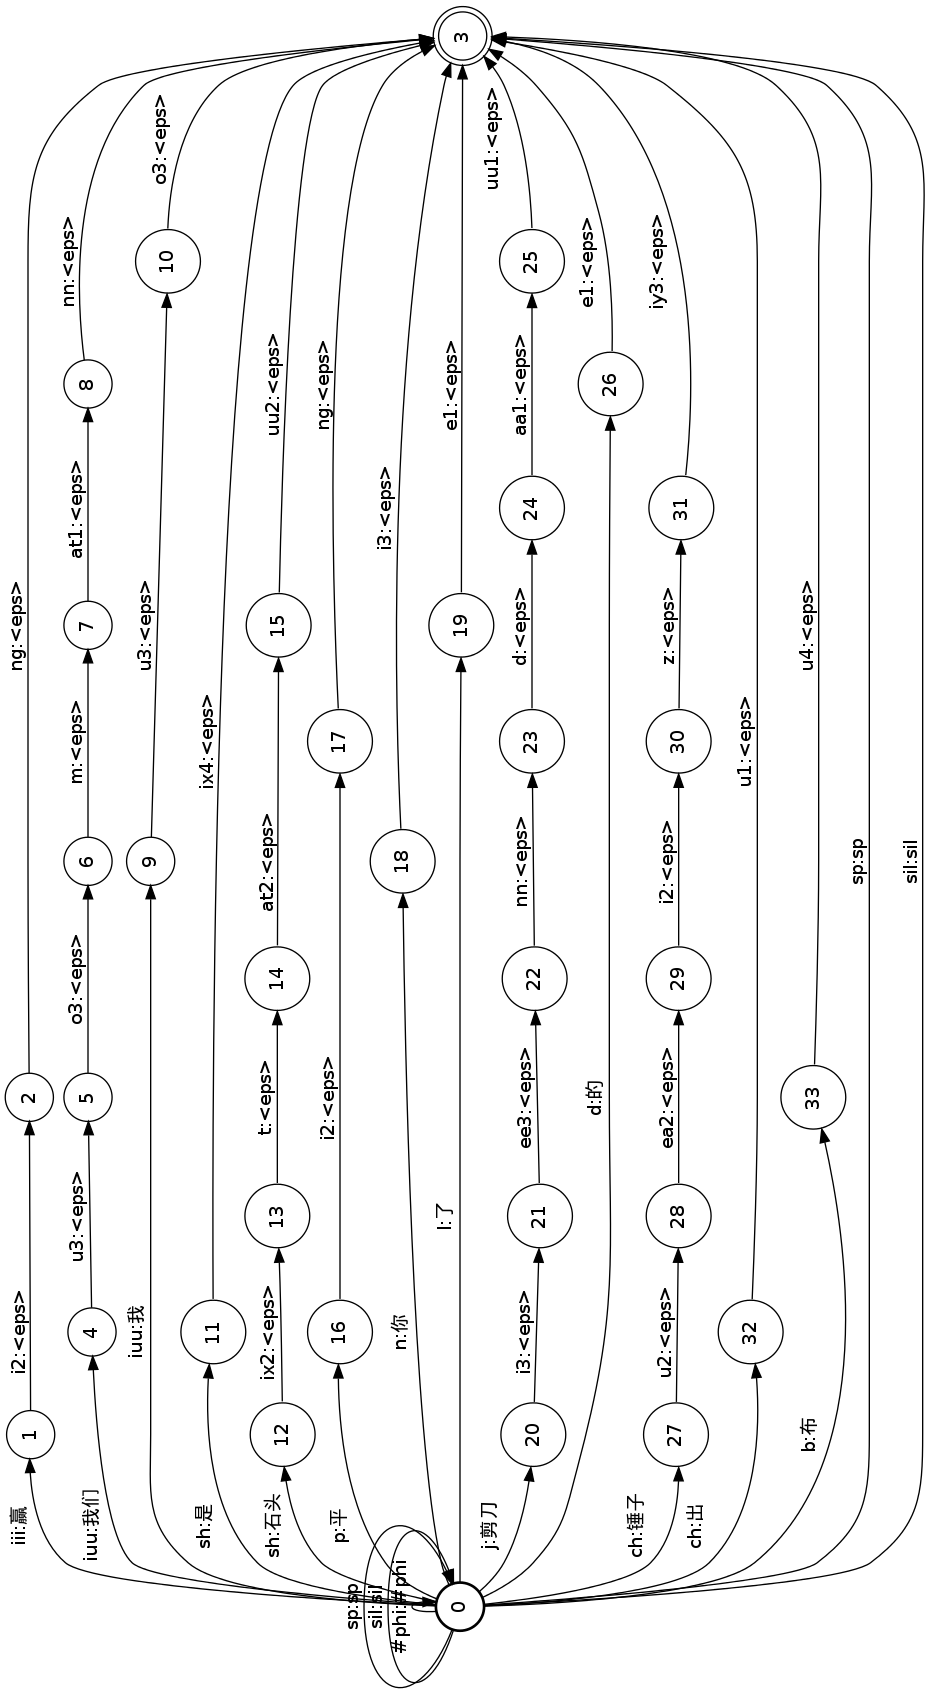 3
ng:<eps>
nn:<eps>
o3:<eps>
10
8
at1:<eps>
7
m:<eps>
6
o3:<eps>
5
u3:<eps>
4
iuu:我们
2
i2:<eps>
1
iii:赢
u3:<eps>
9
iuu:我
ix4:<eps>
11
sh:是
uu2:<eps>
15
at2:<eps>
14
t:<eps>
13
ix2:<eps>
12
sh:石头
ng:<eps>
17
i2:<eps>
16
p:平
i3:<eps>
18
n:你
e1:<eps>
19
l:了
uu1:<eps>
25
aa1:<eps>
24
d:<eps>
23
nn:<eps>
22
ee3:<eps>
21
i3:<eps>
20
j:剪刀
e1:<eps>
26
d:的
iy3:<eps>
31
z:<eps>
30
i2:<eps>
29
ea2:<eps>
28
u2:<eps>
27
ch:锤子
u1:<eps>
32
ch:出
u4:<eps>
33
b:布
sp:sp
sil:sil
sp:sp
sil:sil
#phi:#phi
0